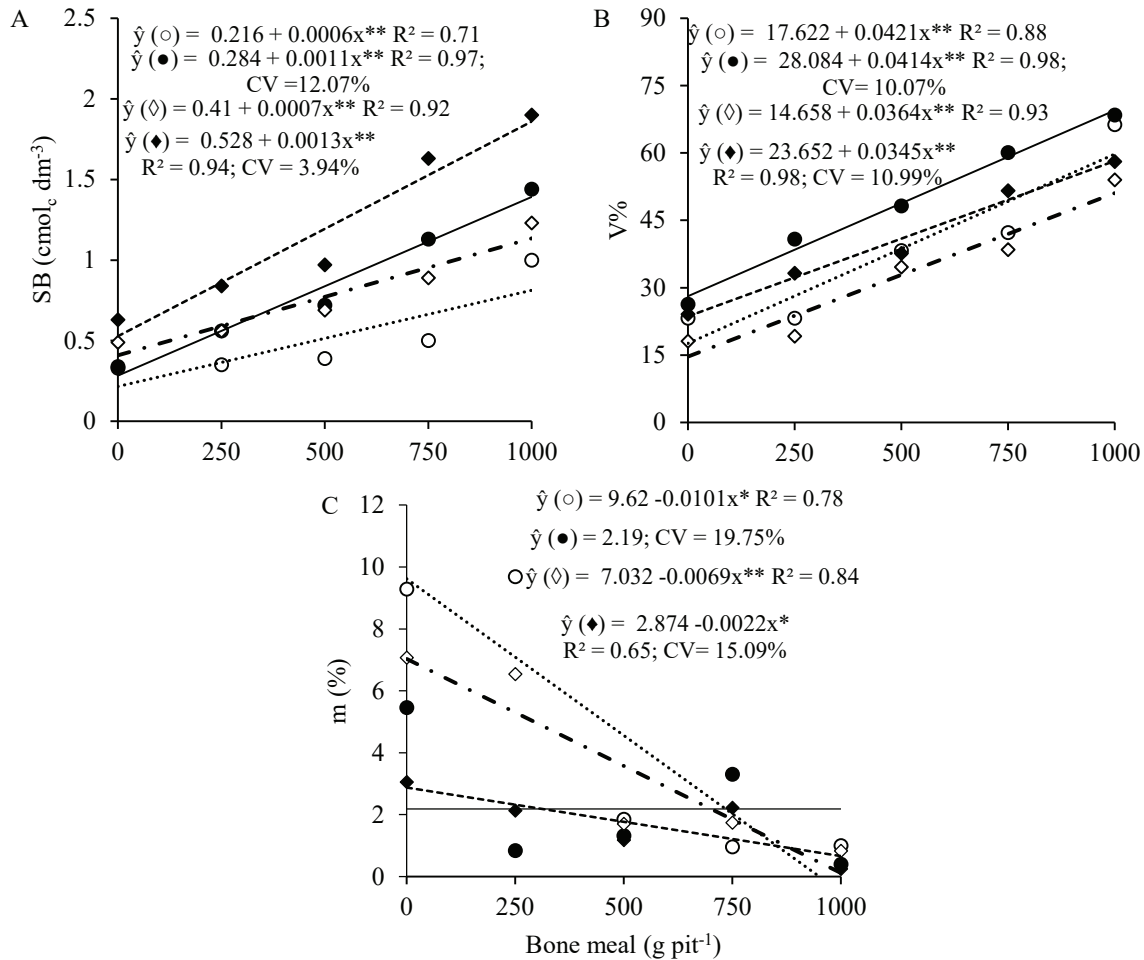 A
ŷ (○) = 0.216 + 0.0006x** R² = 0.71
ŷ (●) = 0.284 + 0.0011x** R² = 0.97;
CV =12.07%
ŷ (◊) = 0.41 + 0.0007x** R² = 0.92
ŷ (♦) = 0.528 + 0.0013x**
R² = 0.94; CV = 3.94%
SB (cmol꜀ dm⁻³)
2.5
2
1.5
1
0.5
0
0 250 500 750 1000
B
ŷ (○) = 17.622 + 0.0421x** R² = 0.88
ŷ (●) = 28.084 + 0.0414x** R² = 0.98;
CV= 10.07%
ŷ (◊) = 14.658 + 0.0364x** R² = 0.93
ŷ (♦) = 23.652 + 0.0345x**
R² = 0.98; CV = 10.99%
V%
90
75
60
45
30
15
0
0 250 500 750 1000
C
ŷ (○) = 9.62 -0.0101x* R² = 0.78
ŷ (●) = 2.19; CV = 19.75%
ŷ (◊) = 7.032 -0.0069x** R² = 0.84
ŷ (♦) = 2.874 -0.0022x*
R² = 0.65; CV= 15.09%
m (%)
12
10
8
6
4
2
0
0 250 500 750 1000
Bone meal (g pit⁻¹)